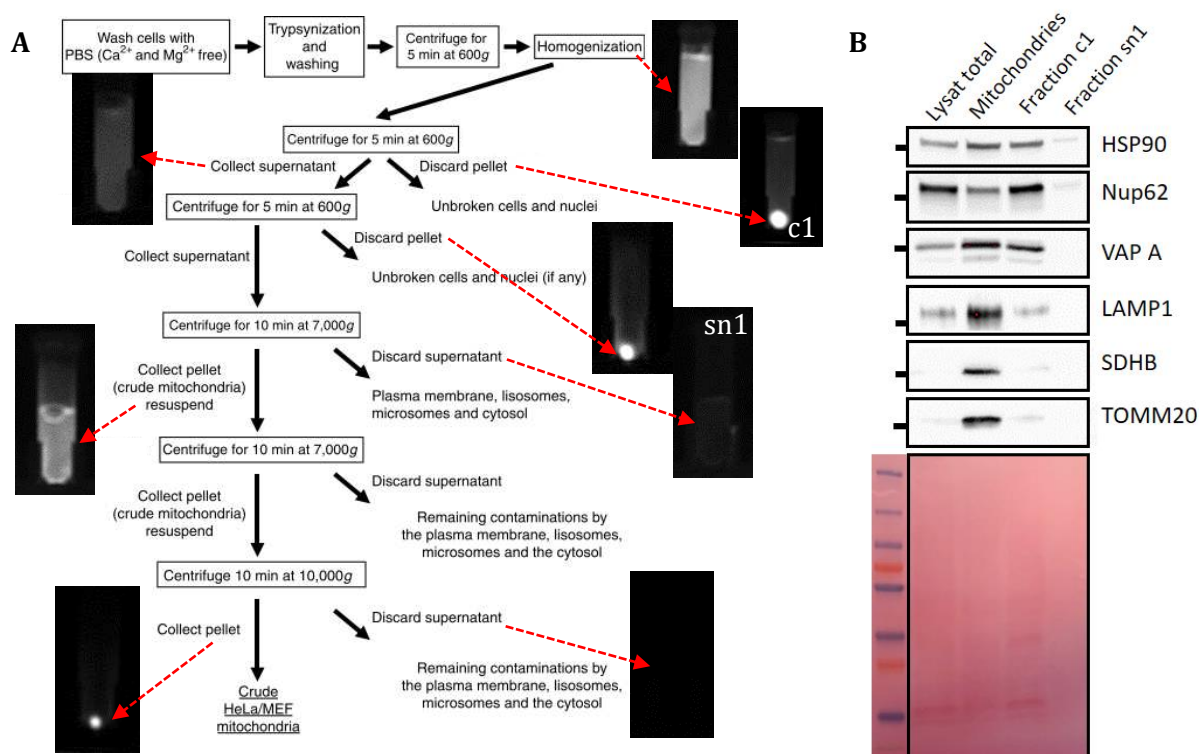 A
Wash cells with
PBS (Ca2+ and Mg2+ free)
Trypsynization
and
washing
Centrifuge for
5 min at 600g
Homogenization
Centrifuge for 5 min at 600g
Collect supernatant
Discard pellet
c1
Unbroken cells and nuclei
Centrifuge for 5 min at 600g
Discard pellet
Collect supernatant
Unbroken cells and nuclei (if any)
Centrifuge for 10 min at 7,000g
sn1
Discard supernatant
Collect pellet
(crude mitochondria)
resuspend
Plasma membrane, lisosomes,
microsomes and cytosol
Centrifuge for 10 min at 7,000g
Discard supernatant
Collect pellet
(crude mitochondria)
resuspend
Remaining contaminations by
the plasma membrane, lisosomes,
microsomes and the cytosol
Centrifuge 10 min at 10,000g
Discard supernatant
Collect pellet
Remaining contaminations by
the plasma membrane, lisosomes,
microsomes and the cytosol
Crude
HeLa/MEF
mitochondria
B
Lysat total
Mitochondries
Fraction c1
Fraction sn1
HSP90
Nup62
VAP A
LAMP1
SDHB
TOMM20